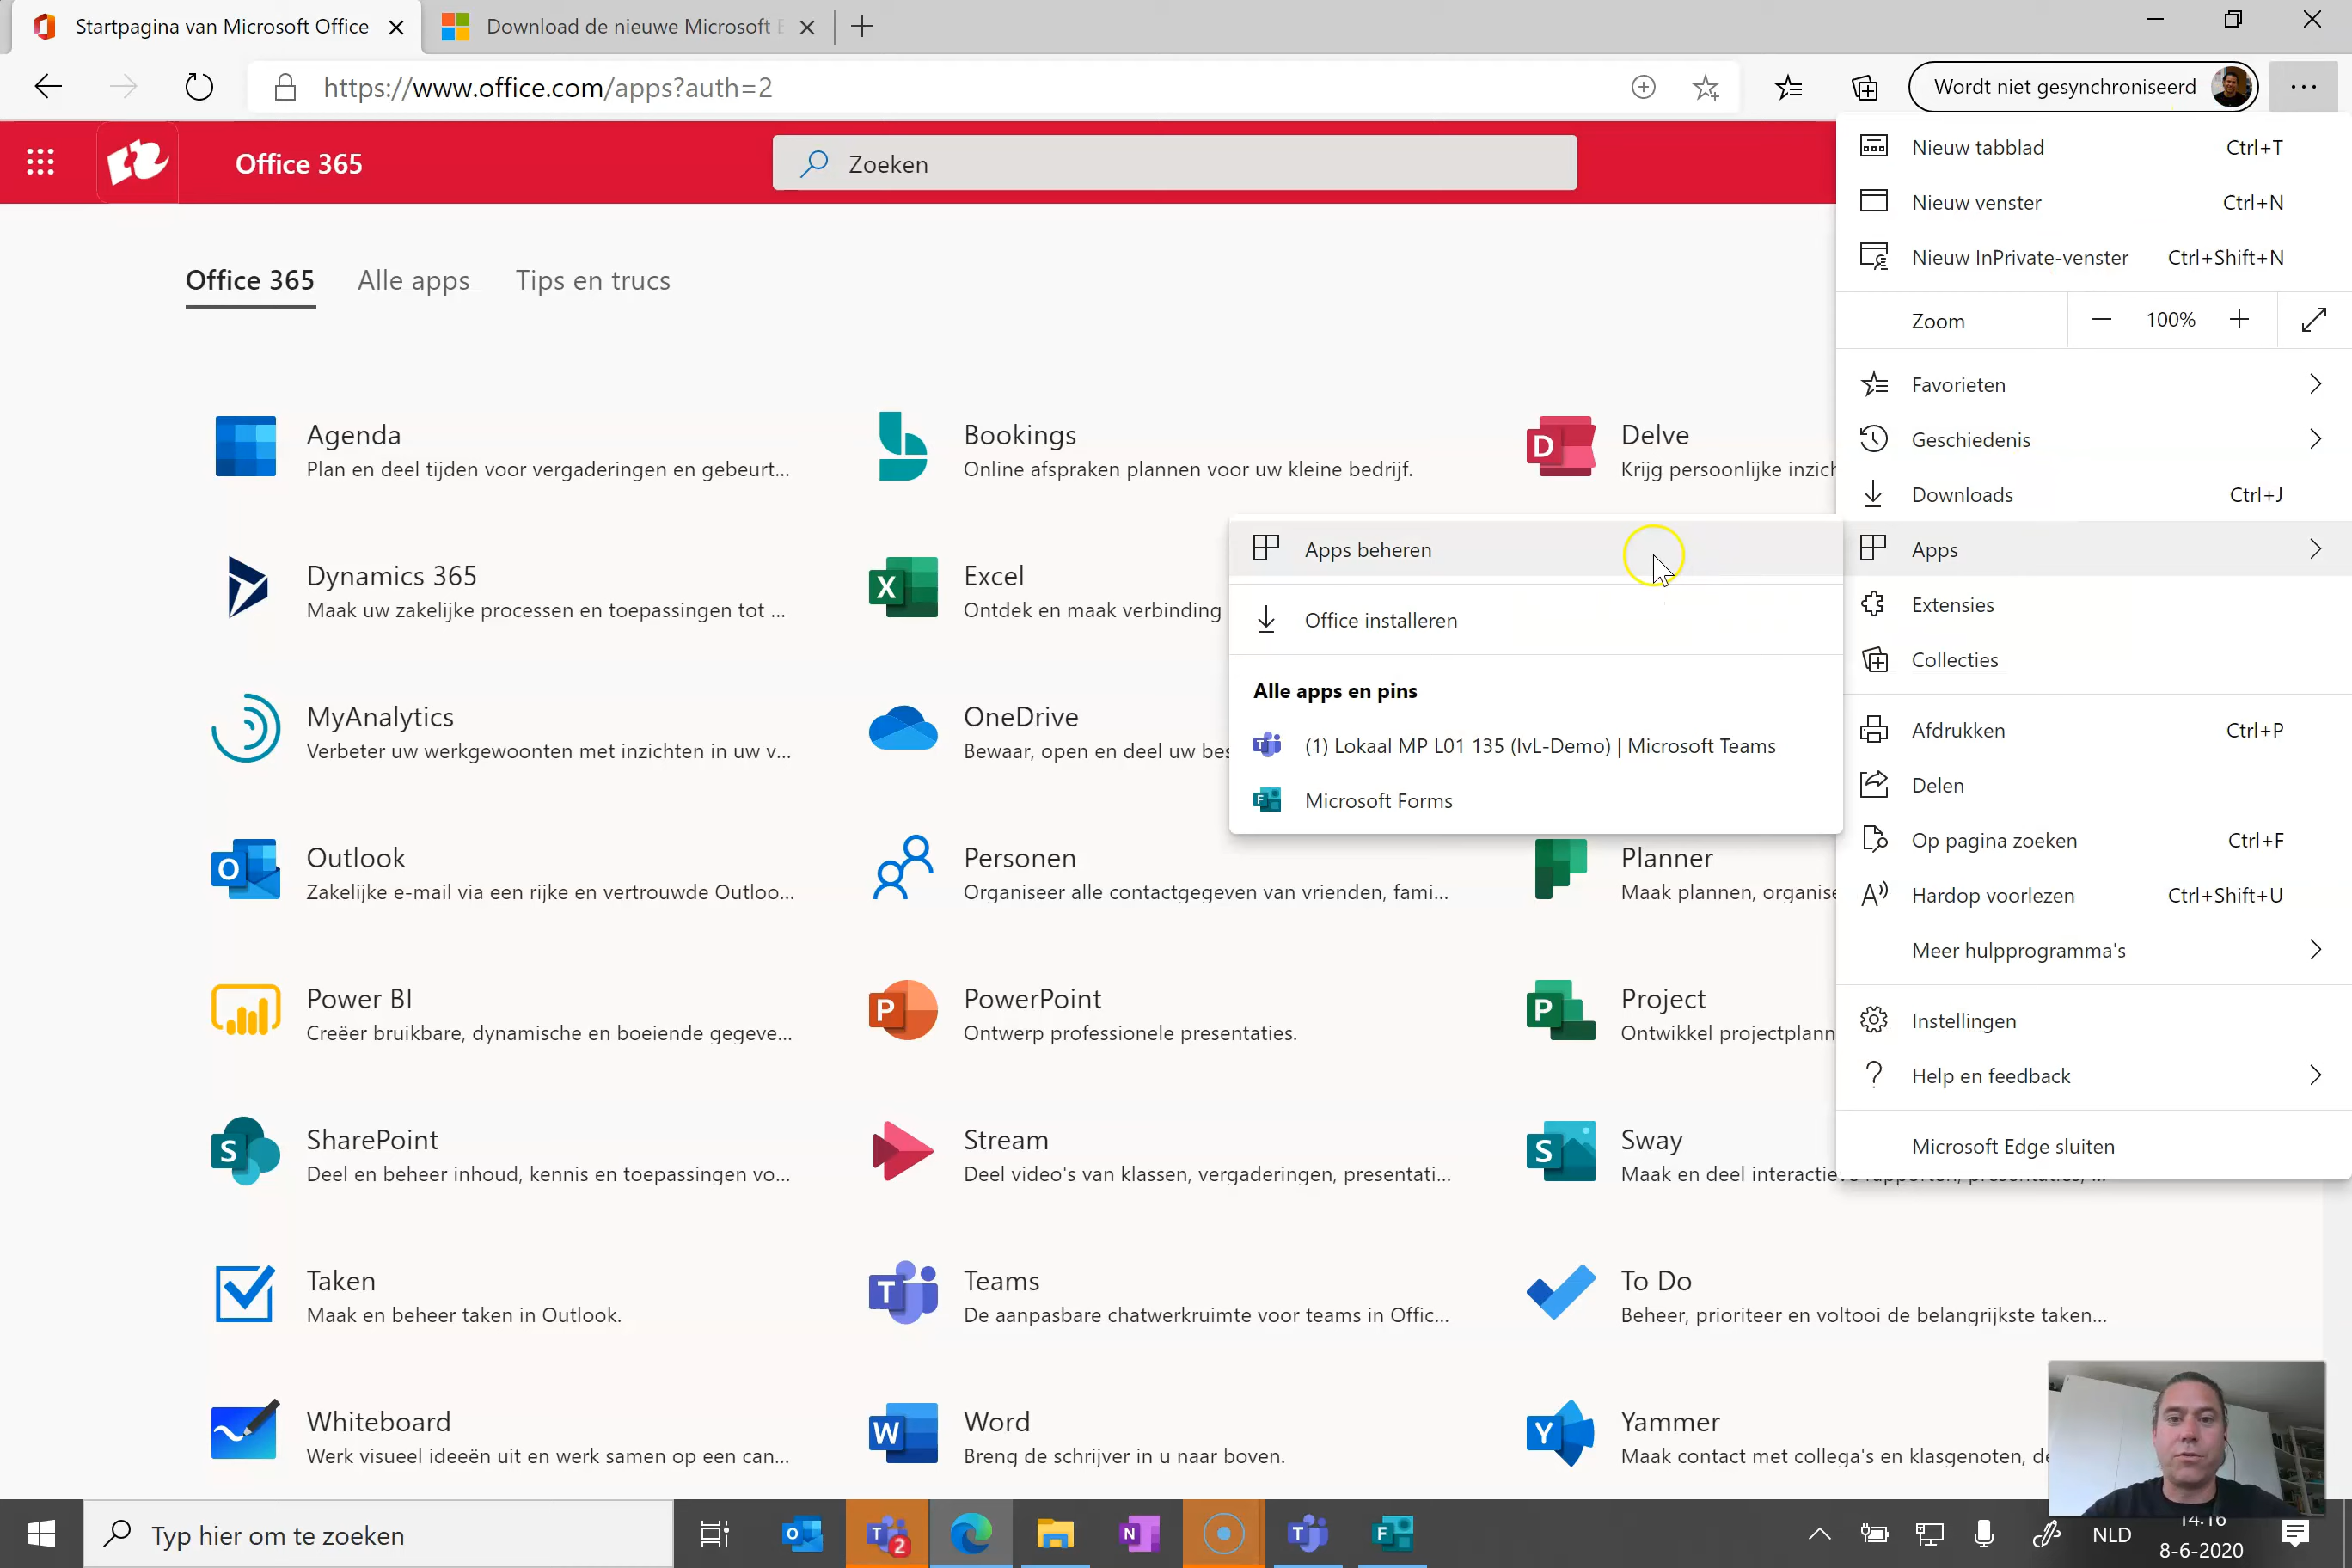 Startpagina van Microsoft Office
Download de nieuwe Microsoft
https://www.office.com/apps?auth=2
Wordt niet gesynchroniseerd
Office 365
Zoeken
Office 365
Alle apps
Tips en trucs
Agenda
Plan en deel tijden voor vergaderingen en gebeurt...
Bookings
Online afspraken plannen voor uw kleine bedrijf.
Delve
Krijg persoonlijke
Dynamics 365
Maak uw zakelijke processen en toepassingen tot ...
Excel
Ontdek en maak verbinding
MyAnalytics
Verbeter uw werkgewoonten met inzichten in uw v...
OneDrive
Bewaar, open en deel uw
Outlook
Zakelijke e-mail via een rijke en vertrouwde Outloo...
Personen
Organiseer alle contactgegeven van vrienden, fami...
Planner
Maak plannen,
Power BI
Creëer bruikbare, dynamische en boeiende gegeve...
PowerPoint
Ontwerp professionele presentaties.
Project
Ontwikkel
SharePoint
Deel en beheer inhoud, kennis en toepassingen vo...
Stream
Deel video's van klassen, vergaderingen, presentati...
Sway
Maak en deel
Taken
Maak en beheer taken in Outlook.
Teams
De aanpasbare chatwerkruimte voor teams in Offic...
To Do
Beheer, prioriteer en voltooi de belangrijkste taken...
Whiteboard
Werk visueel ideeën uit en werk samen op een can...
Word
Breng de schrijver in u naar boven.
Yammer
Maak contact met collega's en klasgenoten,
Apps beheren
Office installeren
Alle apps en pins
(1) Lokaal MP L01 135 (IvL-Demo) | Microsoft Teams
Microsoft Forms
Nieuw tabblad Ctrl+T
Nieuw venster Ctrl+N
Nieuw InPrivate-venster Ctrl+Shift+N
Zoom 100%
Favorieten
Geschiedenis
Downloads Ctrl+J
Apps
Extensies
Collecties
Afdrukken Ctrl+P
Delen
Op pagina zoeken Ctrl+F
Hardop voorlezen Ctrl+Shift+U
Meer hulpprogramma's
Instellingen
Help en feedback
Microsoft Edge sluiten
Typ hier om te zoeken
2
NLD
14:16
8-6-2020